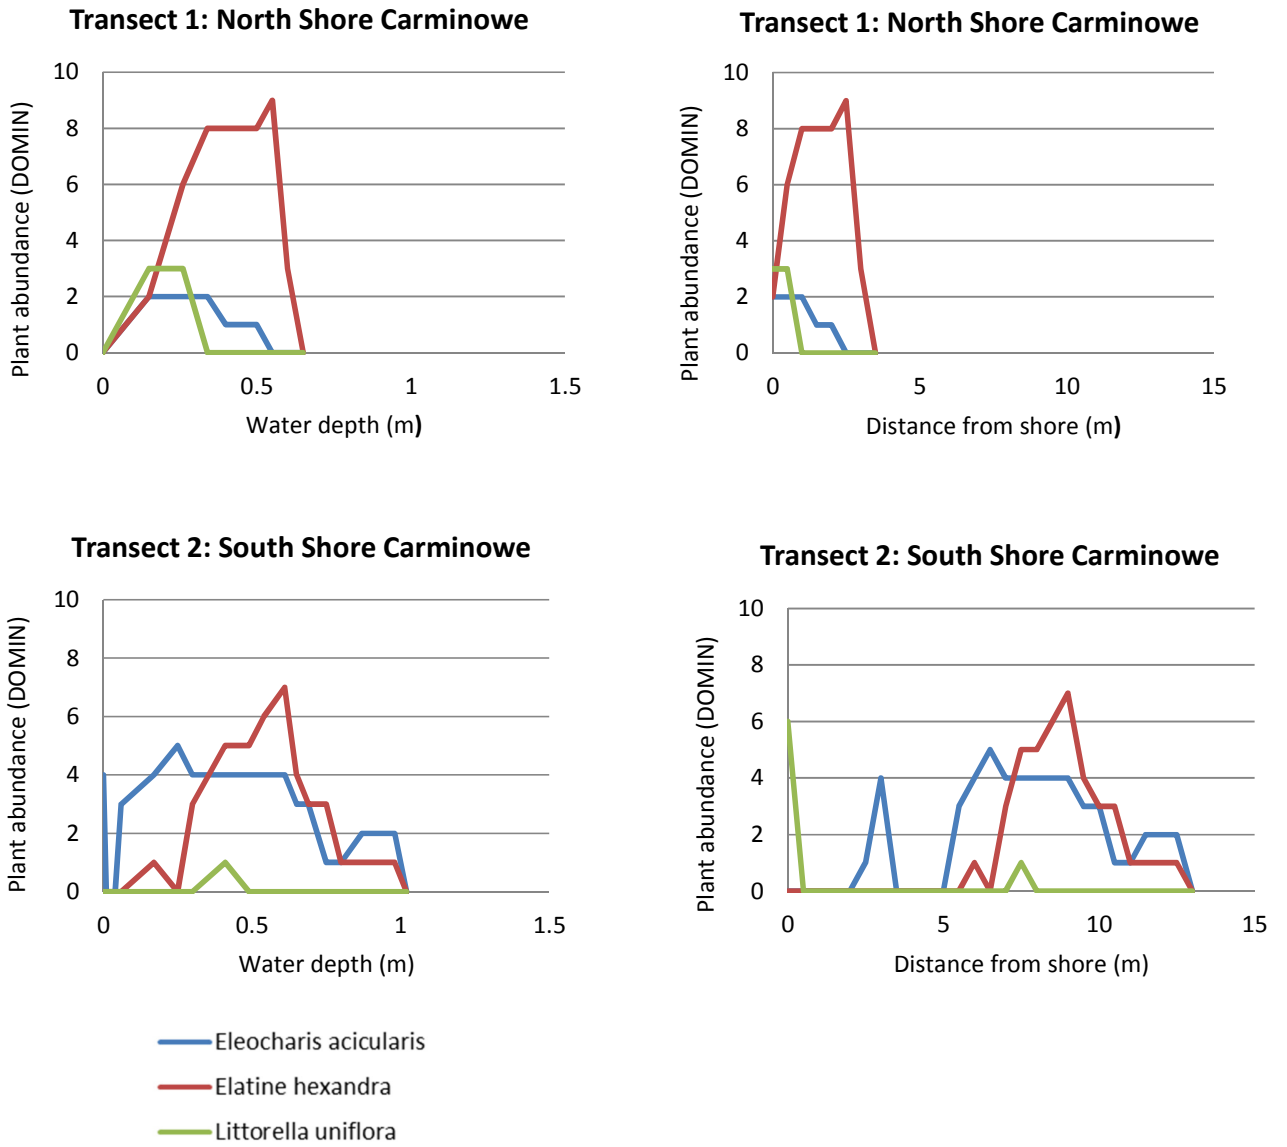 Transect 1: North Shore Carminowe
Plant abundance (DOMIN)
10
8
6
4
2
0
0 0.5 1 1.5
Water depth (m)
Transect 1: North Shore Carminowe
Plant abundance (DOMIN)
10
8
6
4
2
0
0 5 10 15
Distance from shore (m)
Transect 2: South Shore Carminowe
Plant abundance (DOMIN)
10
8
6
4
2
0
0 0.5 1 1.5
Water depth (m)
Transect 2: South Shore Carminowe
Plant abundance (DOMIN)
10
8
6
4
2
0
0 5 10 15
Distance from shore (m)
Eleocharis acicularis
Elatine hexandra
Littorella uniflora